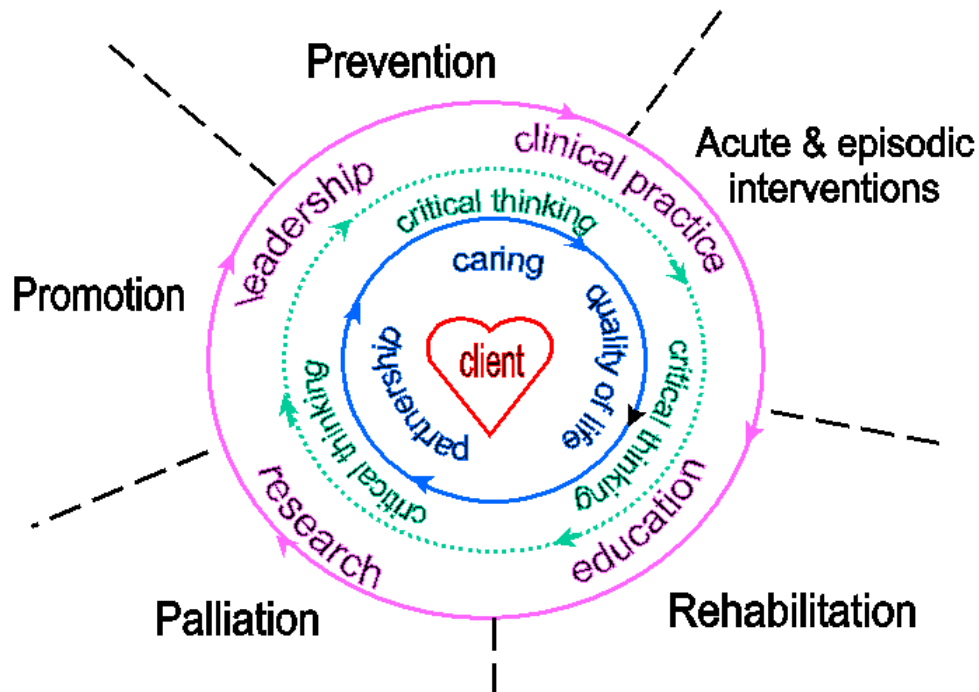 Prevention
Acute & episodic
interventions
Promotion
leadership
clinical practice
critical thinking
caring
quality of life
client
partnership
critical thinking
critical thinking
research
education
Palliation
Rehabilitation